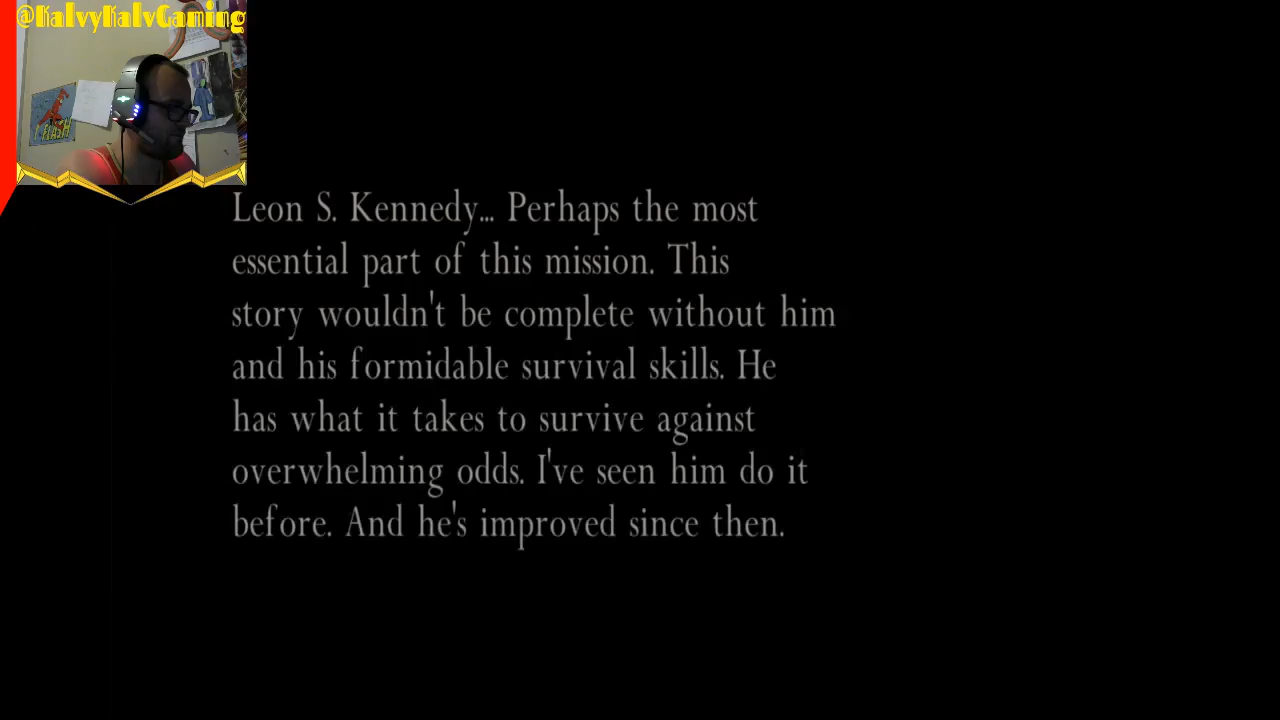 @KalvyKalvGaming
FLASH
Leon S. Kennedy... Perhaps the most
essential part of this mission. This
story wouldn't be complete without him
and his formidable survival skills. He
has what it takes to survive against
overwhelming odds. I've seen him do it
before. And he's improved since then.